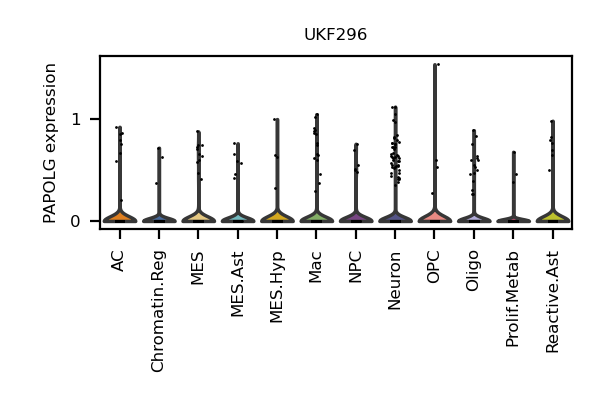 UKF296
PAPOLG expression
1
0
AC
Chromatin.Reg
MES
MES.Ast
MES.Hyp
Mac
NPC
Neuron
OPC
Oligo
Prolif.Metab
Reactive.Ast